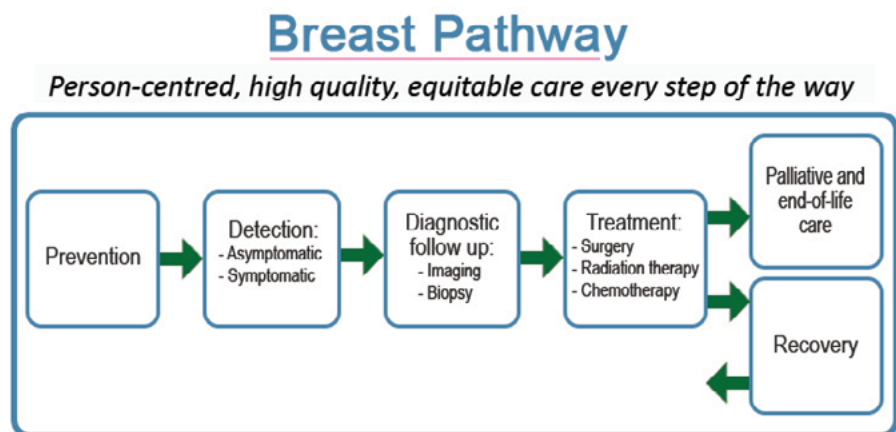 Breast Pathway
Person-centred, high quality, equitable care every step of the way
Prevention
Detection:
- Asymptomatic
- Symptomatic
Diagnostic
follow up:
- Imaging
- Biopsy
Treatment:
- Surgery
- Radiation therapy
- Chemotherapy
Palliative and
end-of-life
care
Recovery